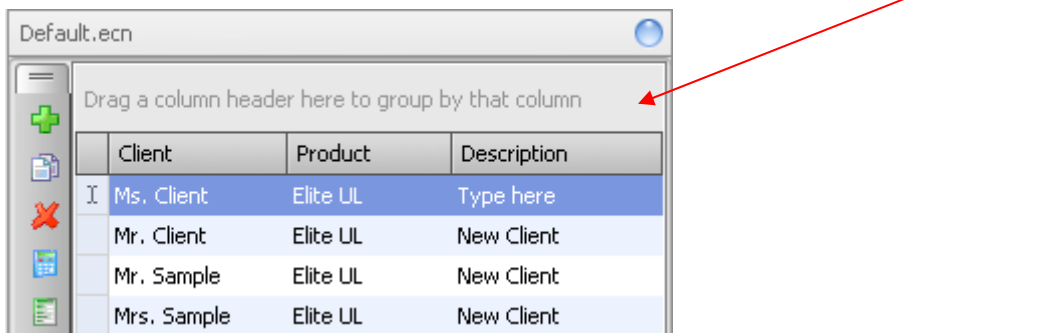 Default.ecn
Drag a column header here to group by that column
Client Product Description
Ms. Client Elite UL Type here
Mr. Client Elite UL New Client
Mr. Sample Elite UL New Client
Mrs. Sample Elite UL New Client